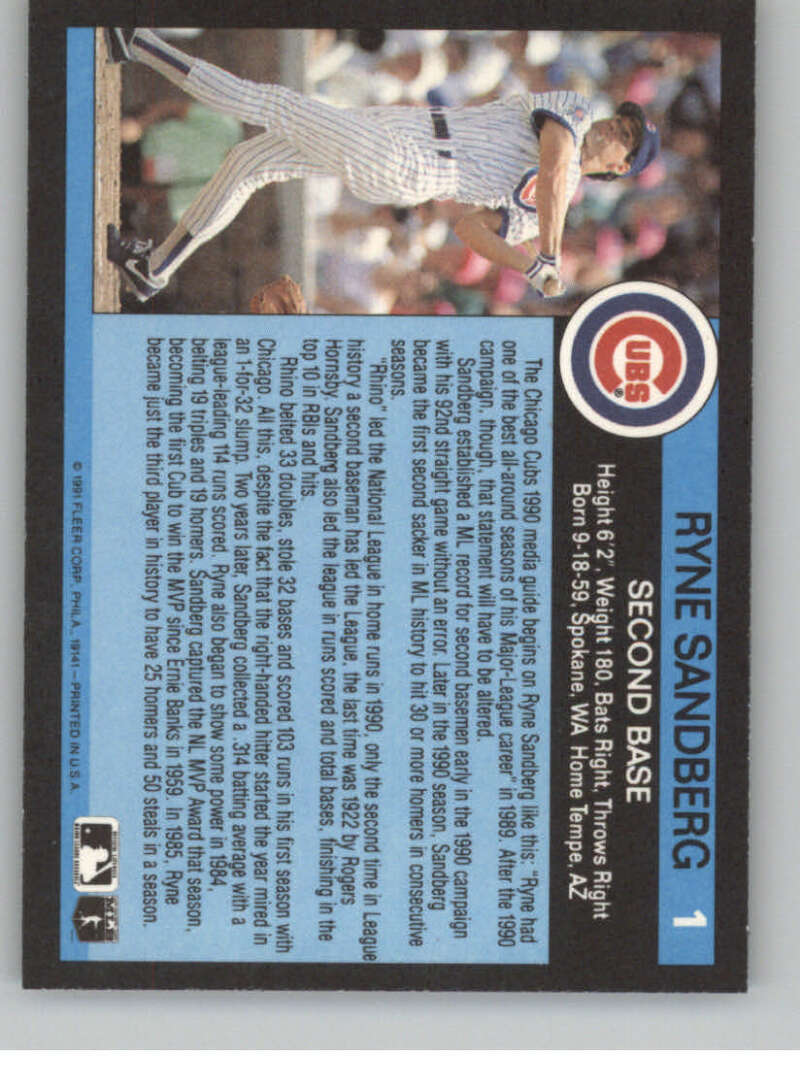 RYNE SANDBERG 1
SECOND BASE
Height 6'2", Weight 180, Bats Right, Throws Right
Born 9-18-59, Spokane, WA Home Tempe, AZ
CUBS®
The Chicago Cubs 1990 media guide begins on Ryne Sandberg like this: "Ryne had
one of the best all-around seasons of his Major-League career" in 1989. After the 1990
campaign, though, that statement will have to be altered.
Sandberg established a ML record for second basemen early in the 1990 campaign
with his 92nd straight game without an error. Later in the 1990 season, Sandberg
became the first second sacker in ML history to hit 30 or more homers in consecutive
seasons.
"Rhino" led the National League in home runs in 1990, only the second time in League
history a second baseman has led the League, the last time was 1922 by Rogers
Hornsby. Sandberg also led the league in runs scored and total bases, finishing in the
top 10 in RBIs and hits.
Rhino belted 33 doubles, stole 32 bases and scored 103 runs in his first season with
Chicago. All this, despite the fact that the right-handed hitter started the year mired in
an 1-for-32 slump. Two years later, Sandberg collected a .314 batting average with a
league-leading 114 runs scored. Ryne also began to show some power in 1984,
belting 19 triples and 19 homers. Sandberg captured the NL MVP Award that season,
becoming the first Cub to win the MVP since Ernie Banks in 1959. In 1985, Ryne
became just the third player in history to have 25 homers and 50 steals in a season.
© 1991 FLEER CORP., PHILA., 19141 – PRINTED IN U.S.A.